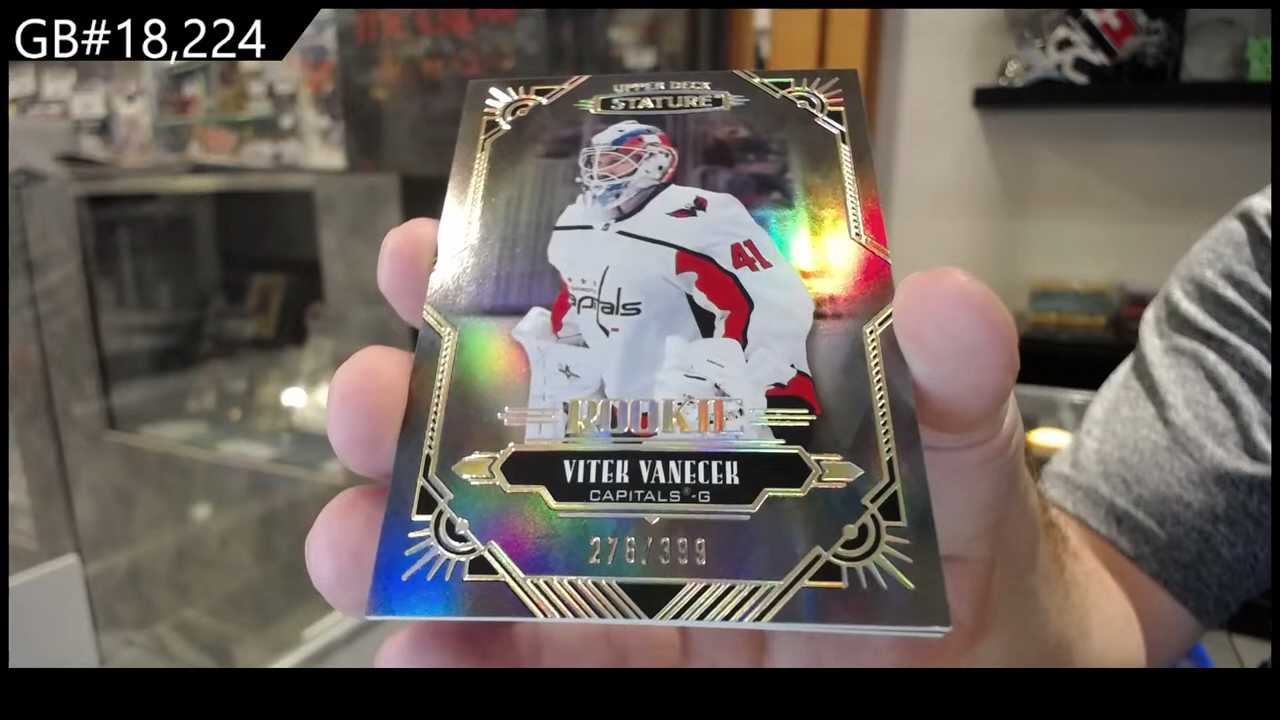 GB#18,224
UPPER DECK
STATURE
41
capitals
ROOKIE
VITEK VANECEK
CAPITALS®-G
276/399